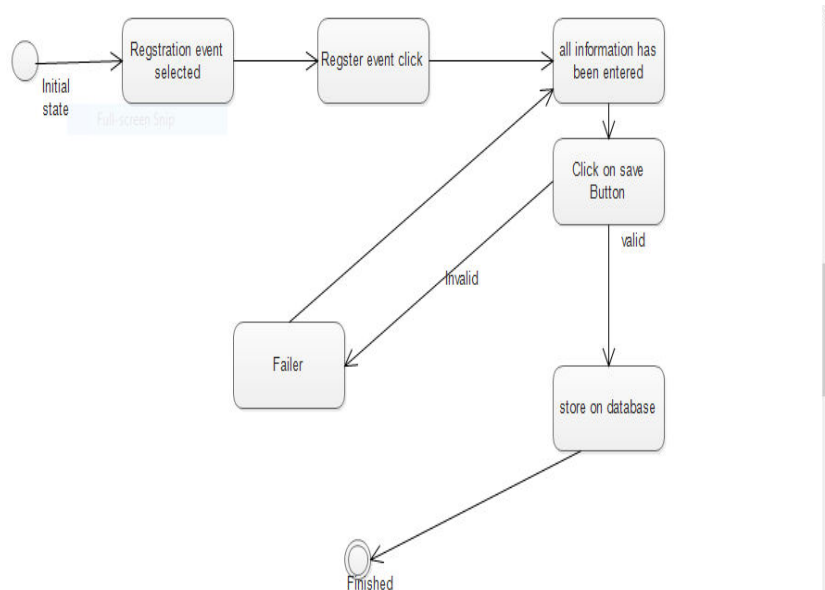 Regstration event
selected
Regster event click
all information has
been entered
Initial
state
Full-screen Snip
Click on save
Button
valid
Invalid
Failer
store on database
Finished